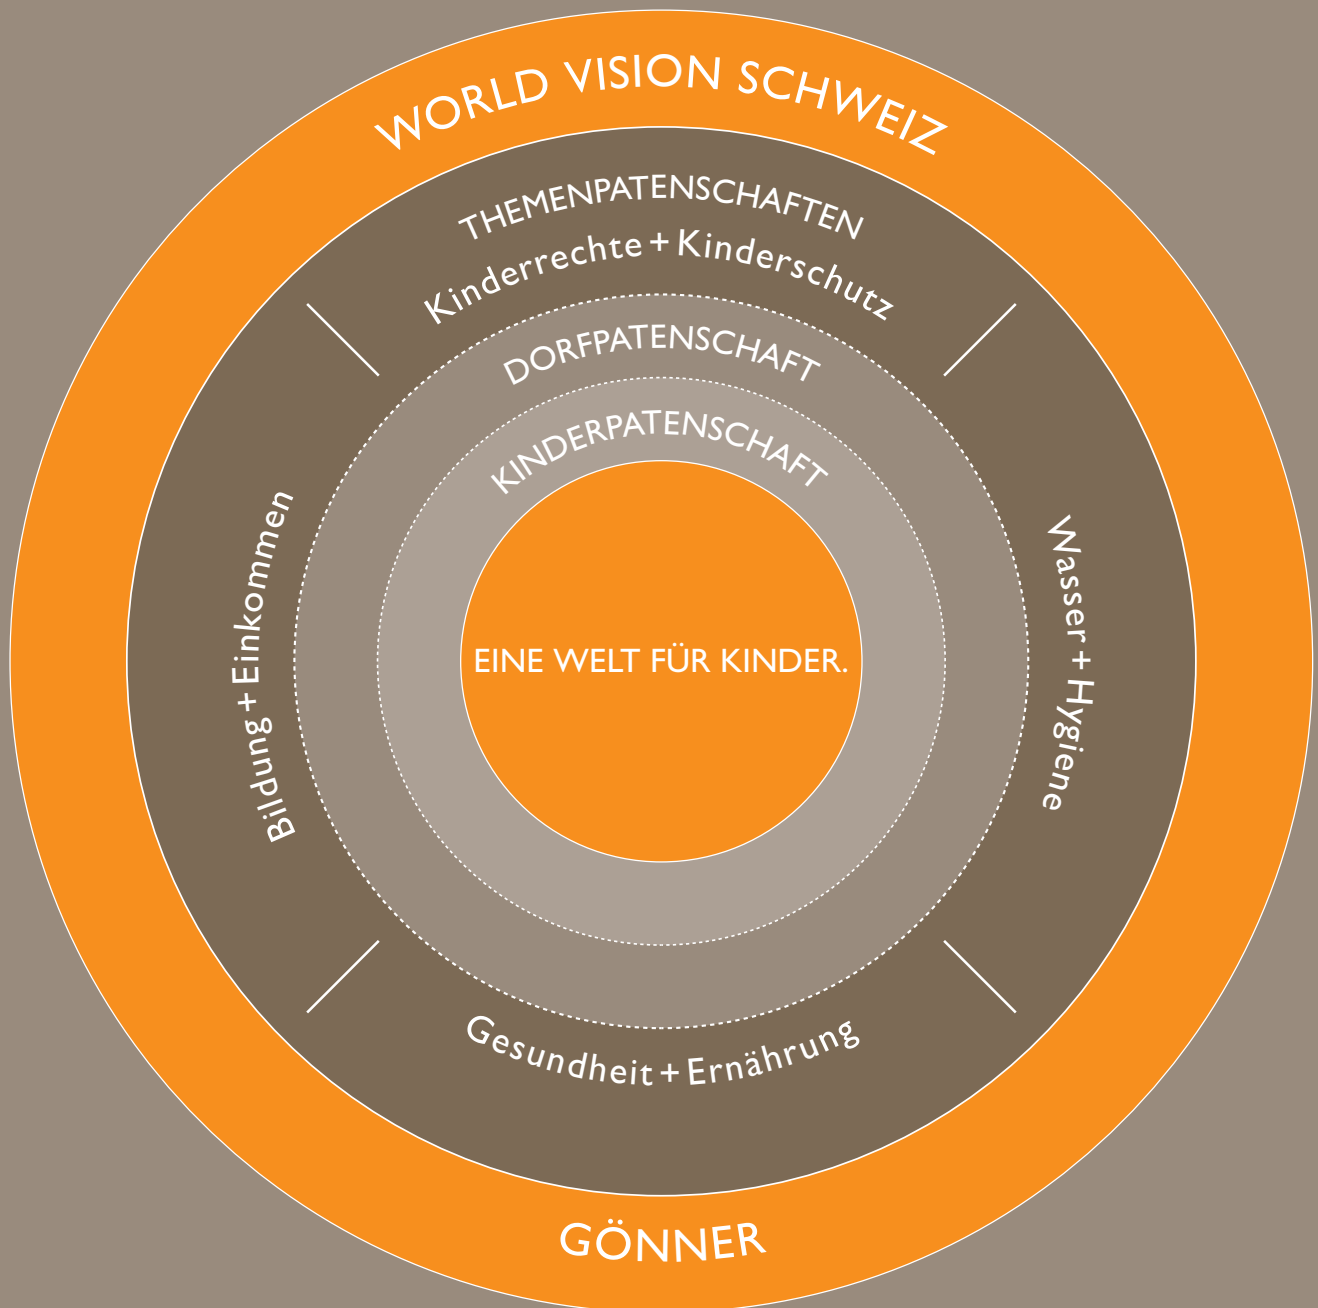 WORLD VISION SCHWEIZ
THEMENPATENSCHAFTEN
Kinderrechte + Kinderschutz
DORFPATENSCHAFT
KINDERPATENSCHAFT
Bildung + Einkommen
EINE WELT FÜR KINDER.
Wasser + Hygiene
Gesundheit + Ernährung
GÖNNER